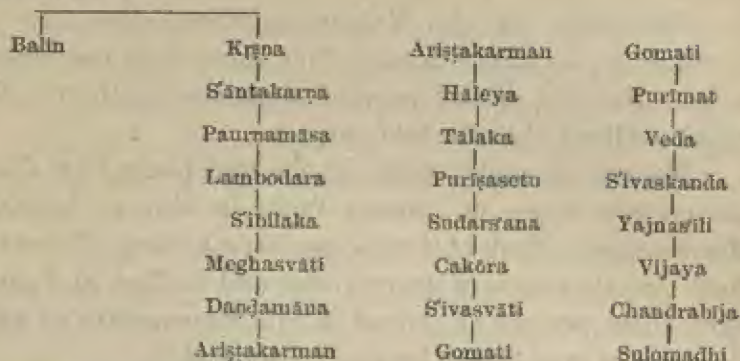 Balin Kṛṣṇa Ariṣṭakarman Gomati
S'āntakarṇa Haleya Purīmat
Paurṇamāsa Talaka Veda
Lambodara Purīṣasetu S'ivaskanda
S'ibilaka Sudars'ana Yajnas'ili
Meghasvāti Cakōra Vijaya
Daṇḍamāna S'ivasvāti Chandrabīja
Ariṣṭakarman Gomati Sulomadhi